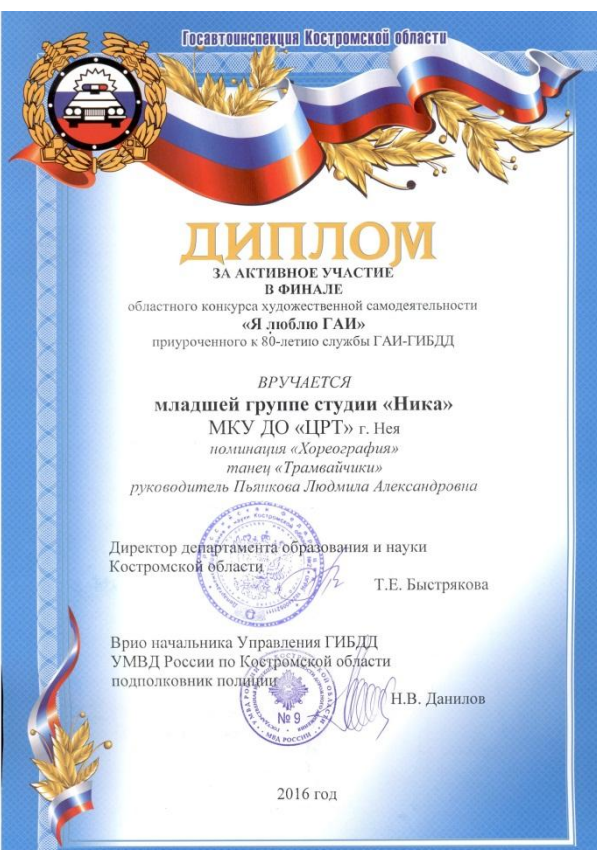 Госавтоинспекция Костромской области
ДИПЛОМ
ЗА АКТИВНОЕ УЧАСТИЕ
В ФИНАЛЕ
областного конкурса художественной самодеятельности
«Я люблю ГАИ»
приуроченного к 80-летию службы ГАИ-ГИБДД
ВРУЧАЕТСЯ
младшей группе студии «Ника»
МКУ ДО «ЦРТ» г. Нея
номинация «Хореография»
танец «Трамвайчики»
руководитель Пьянкова Людмила Александровна
Директор департамента образования и науки
Костромской области
Т.Е. Быстрякова
Врио начальника Управления ГИБДД
УМВД России по Костромской области
подполковник полиции
Н.В. Данилов
№ 9
МВД РОССИИ
2016 год